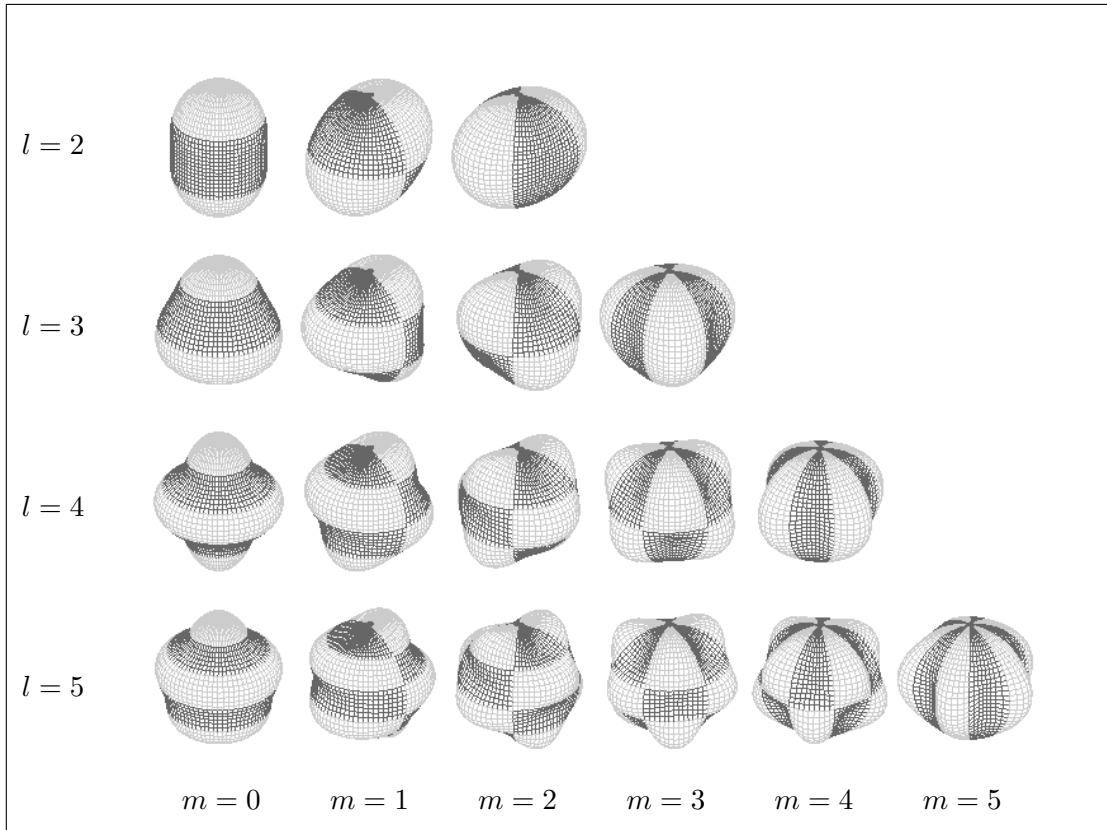 l = 2
l = 3
l = 4
l = 5
m = 0 m = 1 m = 2 m = 3 m = 4 m = 5